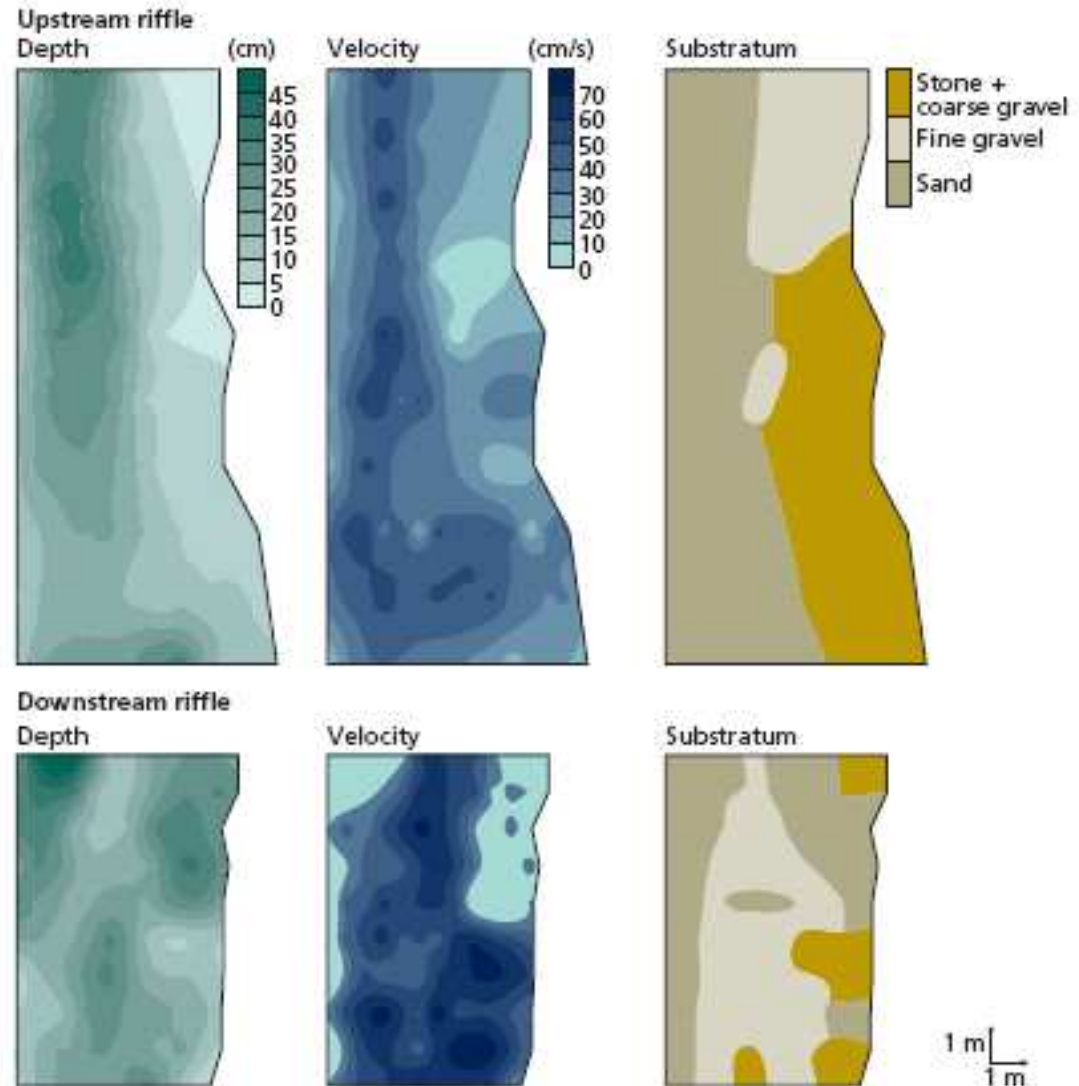 Upstream riffle
Depth (cm) Velocity (cm/s) Substratum
45
40
35
30
25
20
15
10
5
0
70
60
50
40
30
20
10
0
Stone +
coarse gravel
Fine gravel
Sand
Downstream riffle
Depth Velocity Substratum
1 m
1 m